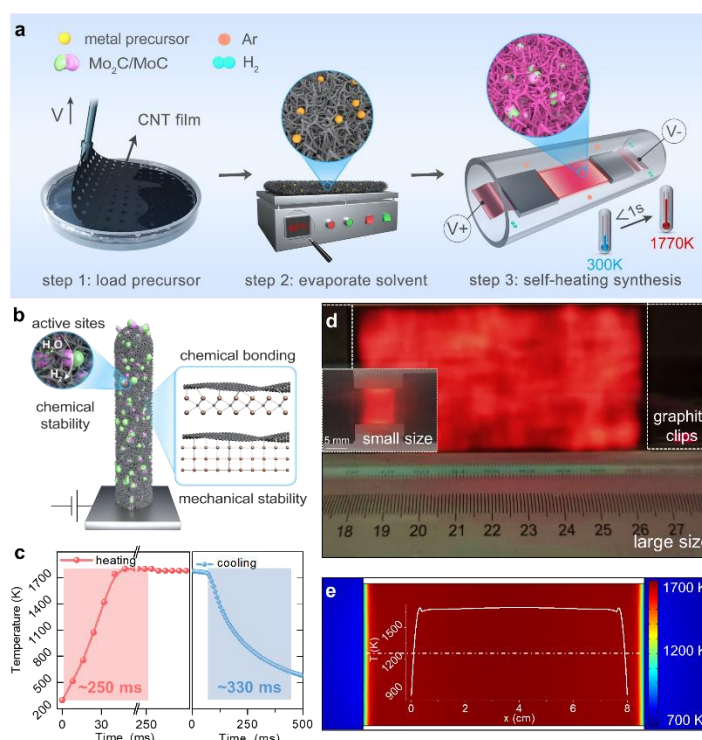 a
metal precursor
Ar
Mo₂C/MoC
H₂
V
CNT film
V-
V+
<1s
300K
1770K
step 1: load precursor
step 2: evaporate solvent
step 3: self-heating synthesis
b
active sites
H₂O
H₂
chemical stability
chemical bonding
mechanical stability
c
heating
cooling
Temperature (K)
1700
1400
1100
800
500
200
~250 ms
~330 ms
0
30
250
0
500
Time (ms)
Time (ms)
d
5 mm
small size
graphite clips
18
19
20
21
22
23
24
25
26
27
large size
e
T (K)
1500
1200
900
0
2
4
6
8
x (cm)
1700 K
1200 K
700 K